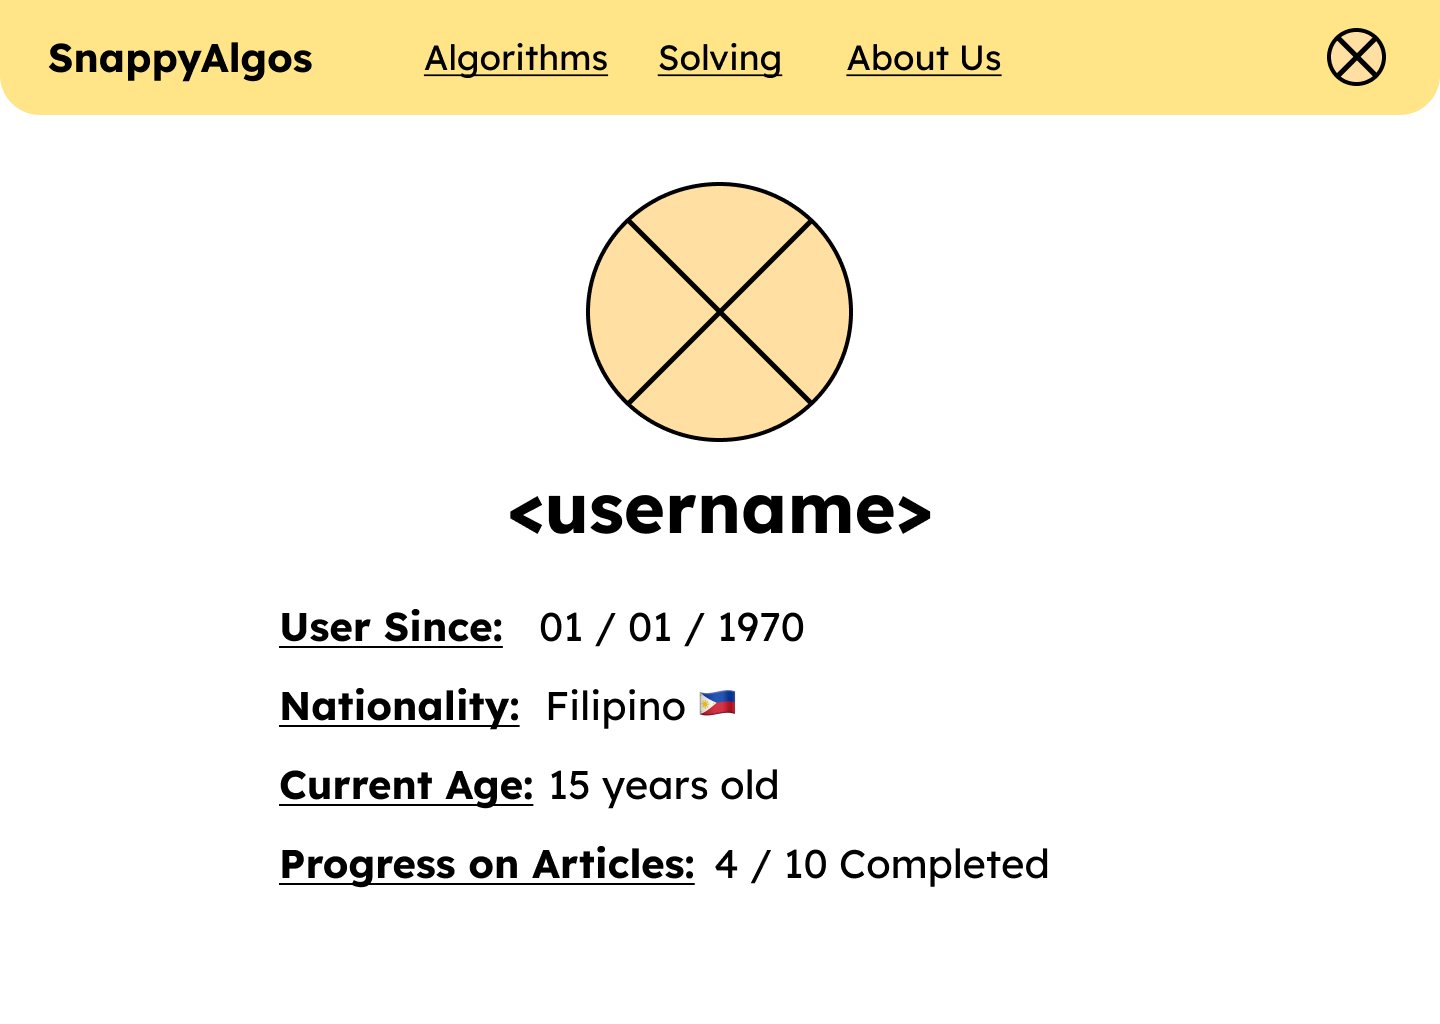 SnappyAlgos Algorithms Solving About Us
<username>
User Since: 01 / 01 / 1970
Nationality: Filipino 🇵🇭
Current Age: 15 years old
Progress on Articles: 4 / 10 Completed